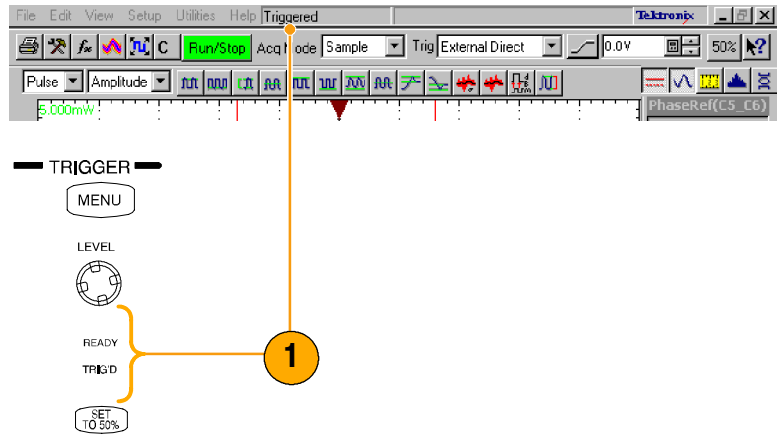 File Edit View Setup Utilities Help Triggered Tektronix
C Run/Stop Acq Mode Sample Trig External Direct 0.0V 50%
Pulse Amplitude
5.000mW PhaseRef(C5_C6)
TRIGGER
MENU
LEVEL
READY
TRIG'D
1
SET
TO 50%